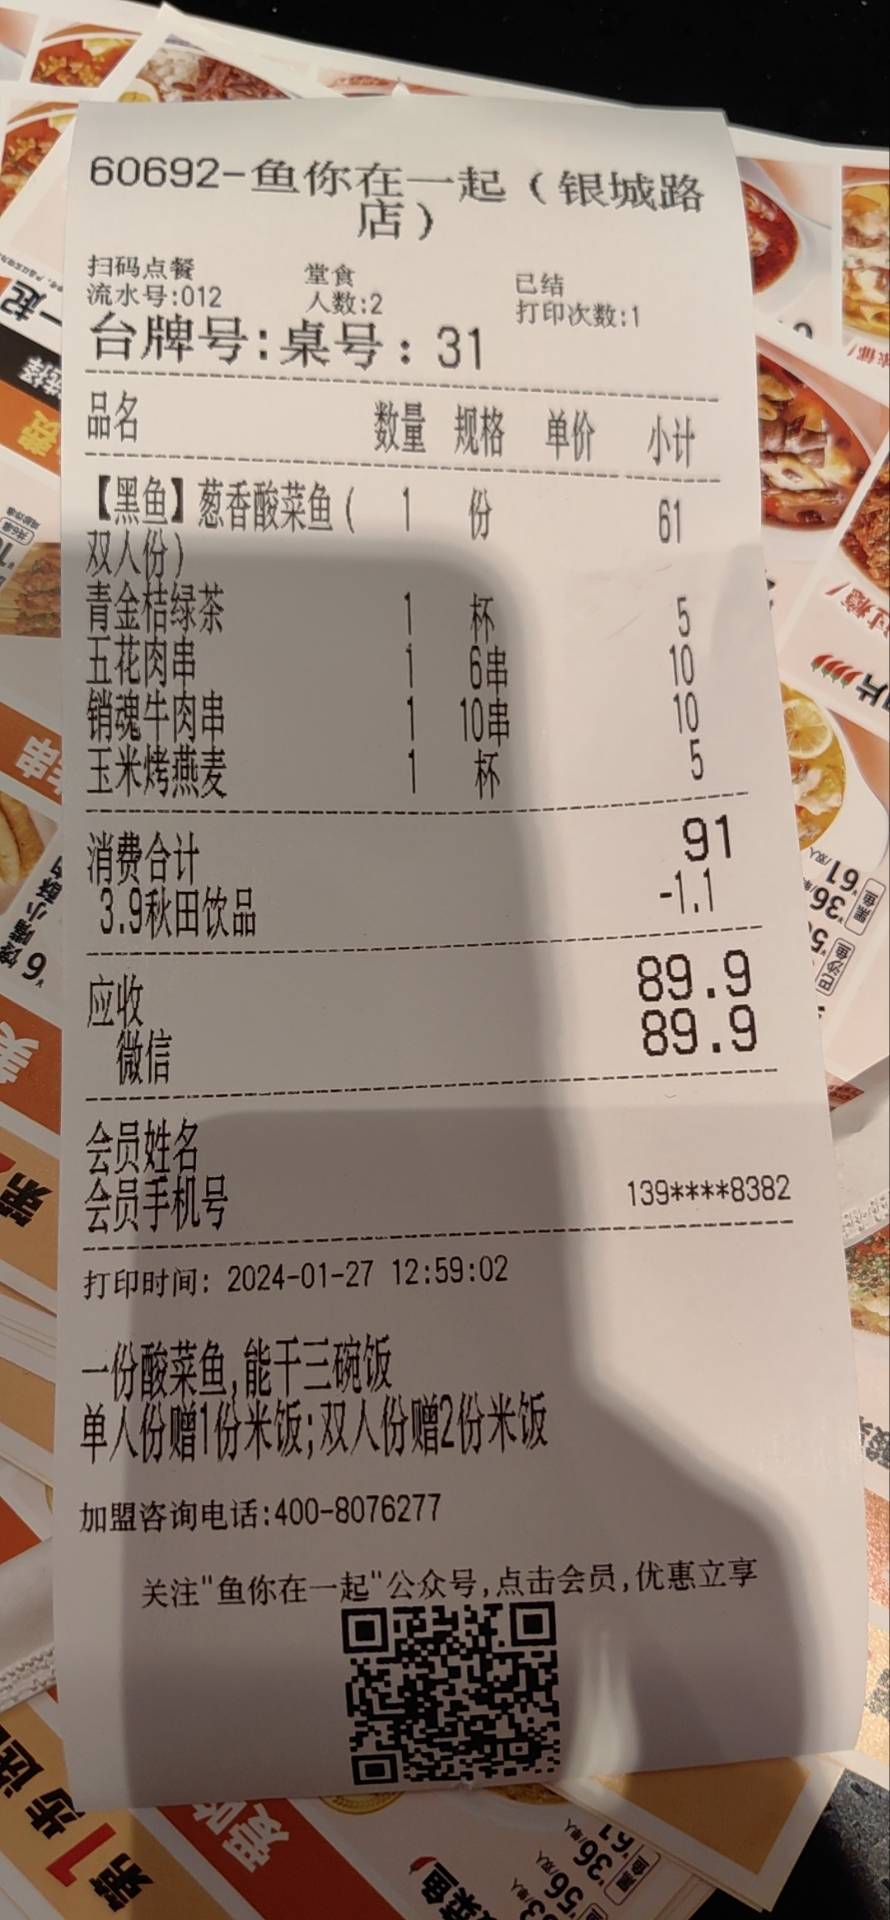 60692-鱼你在一起（银城路
店）
扫码点餐 堂食 已结
流水号:012 人数:2 打印次数:1
台牌号:桌号：31
品名 数量 规格 单价 小计
【黑鱼】葱香酸菜鱼( 1 份 61
双人份)
青金桔绿茶 1 杯 5
五花肉串 1 6串 10
销魂牛肉串 1 10串 10
玉米烤燕麦 1 杯 5
消费合计 91
3.9秋田饮品 -1.1
应收 89.9
微信 89.9
会员姓名
会员手机号 139****8382
打印时间: 2024-01-27 12:59:02
一份酸菜鱼,能干三碗饭
单人份赠1份米饭;双人份赠2份米饭
加盟咨询电话:400-8076277
关注"鱼你在一起"公众号,点击会员,优惠立享
第1步选